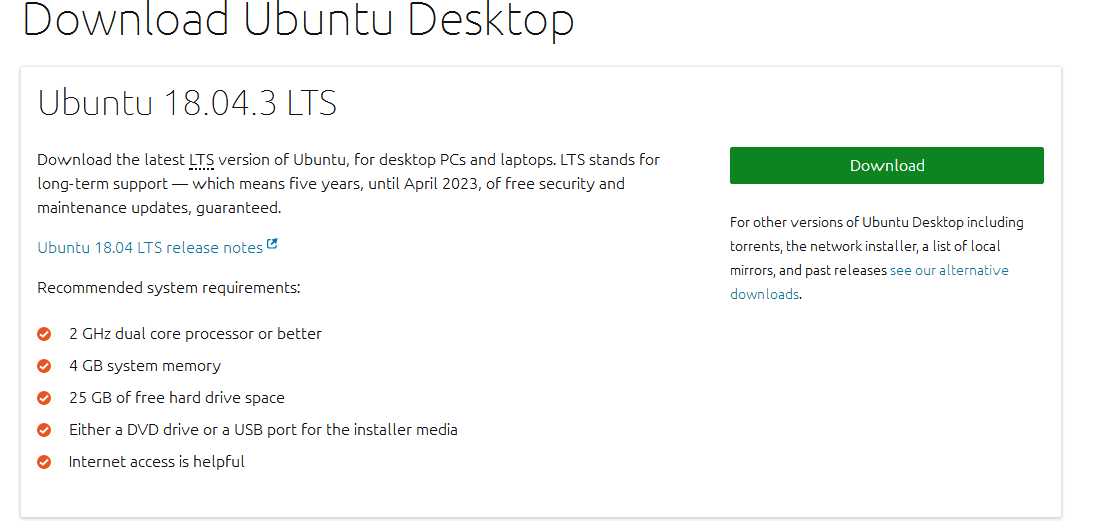 Download Ubuntu Desktop
Ubuntu 18.04.3 LTS
Download the latest LTS version of Ubuntu, for desktop PCs and laptops. LTS stands for
long-term support — which means five years, until April 2023, of free security and
maintenance updates, guaranteed.
Ubuntu 18.04 LTS release notes
Recommended system requirements:
2 GHz dual core processor or better
4 GB system memory
25 GB of free hard drive space
Either a DVD drive or a USB port for the installer media
Internet access is helpful
Download
For other versions of Ubuntu Desktop including
torrents, the network installer, a list of local
mirrors, and past releases see our alternative
downloads.